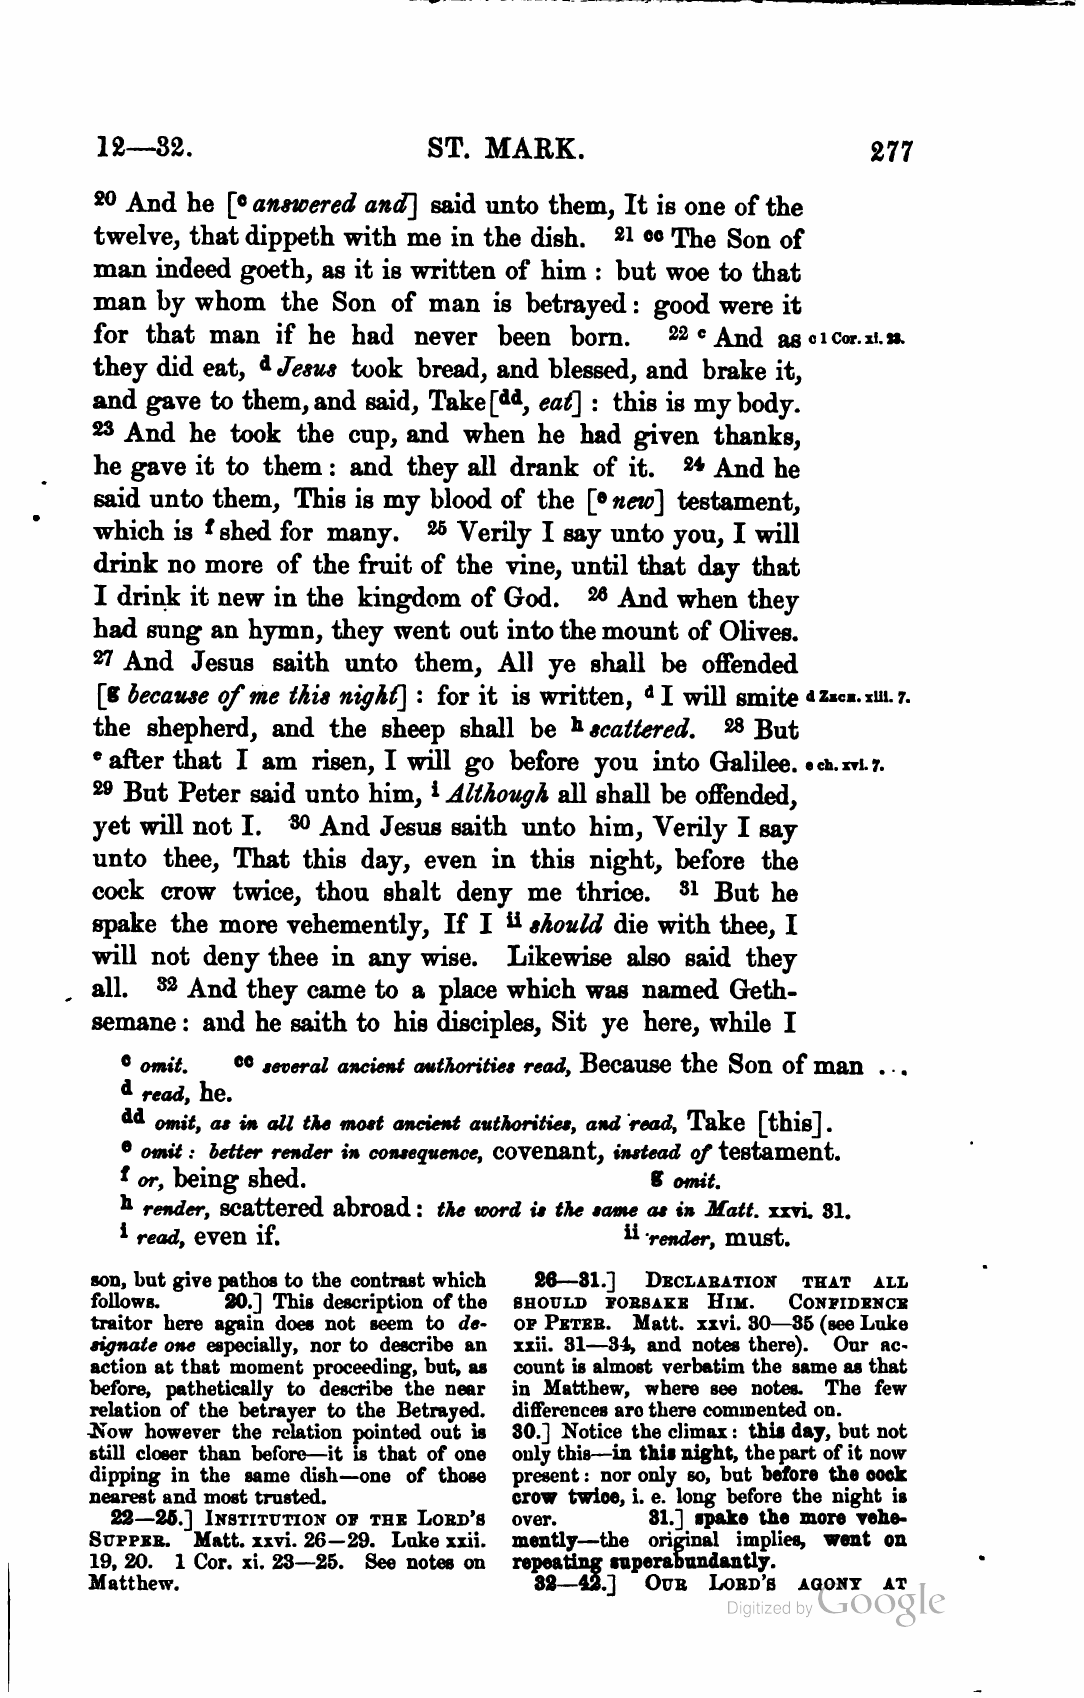 12—32. ST. MARK. 277
20 And he [c answered and] said unto them, It is one of the
twelve, that dippeth with me in the dish. 21 cc The Son of
man indeed goeth, as it is written of him : but woe to that
man by whom the Son of man is betrayed : good were it
for that man if he had never been born. 22 c And as c 1 Cor. xi. 23.
they did eat, d Jesus took bread, and blessed, and brake it,
and gave to them, and said, Take[dd, eat] : this is my body.
23 And he took the cup, and when he had given thanks,
he gave it to them : and they all drank of it. 24 And he
said unto them, This is my blood of the [e new] testament,
which is f shed for many. 25 Verily I say unto you, I will
drink no more of the fruit of the vine, until that day that
I drink it new in the kingdom of God. 26 And when they
had sung an hymn, they went out into the mount of Olives.
27 And Jesus saith unto them, All ye shall be offended
[g because of me this night] : for it is written, d I will smite d Zech. xiii. 7.
the shepherd, and the sheep shall be h scattered. 28 But
e after that I am risen, I will go before you into Galilee. e ch. xvi. 7.
29 But Peter said unto him, i Although all shall be offended,
yet will not I. 30 And Jesus saith unto him, Verily I say
unto thee, That this day, even in this night, before the
cock crow twice, thou shalt deny me thrice. 31 But he
spake the more vehemently, If I ii should die with thee, I
will not deny thee in any wise. Likewise also said they
all. 32 And they came to a place which was named Geth-
semane : and he saith to his disciples, Sit ye here, while I
c omit. cc several ancient authorities read, Because the Son of man ...
d read, he.
dd omit, as in all the most ancient authorities, and read, Take [this].
e omit : better render in consequence, covenant, instead of testament.
f or, being shed. g omit.
h render, scattered abroad : the word is the same as in Matt. xxvi. 31.
i read, even if. ii render, must.
son, but give pathos to the contrast which
follows. 20.] This description of the
traitor here again does not seem to de-
signate one especially, nor to describe an
action at that moment proceeding, but, as
before, pathetically to describe the near
relation of the betrayer to the Betrayed.
Now however the relation pointed out is
still closer than before—it is that of one
dipping in the same dish—one of those
nearest and most trusted.
22—25.] INSTITUTION OF THE LORD'S
SUPPER. Matt. xxvi. 26—29. Luke xxii.
19, 20. 1 Cor. xi. 23—25. See notes on
Matthew.
26—31.] DECLARATION THAT ALL
SHOULD FORSAKE HIM. CONFIDENCE
OF PETER. Matt. xxvi. 30—35 (see Luke
xxii. 31—34, and notes there). Our ac-
count is almost verbatim the same as that
in Matthew, where see notes. The few
differences are there commented on.
30.] Notice the climax : this day, but not
only this—in this night, the part of it now
present : nor only so, but before the cock
crow twice, i. e. long before the night is
over. 31.] spake the more vehe-
mently—the original implies, went on
repeating superabundantly.
32—42.] OUR LORD'S AGONY AT
Digitized by Google